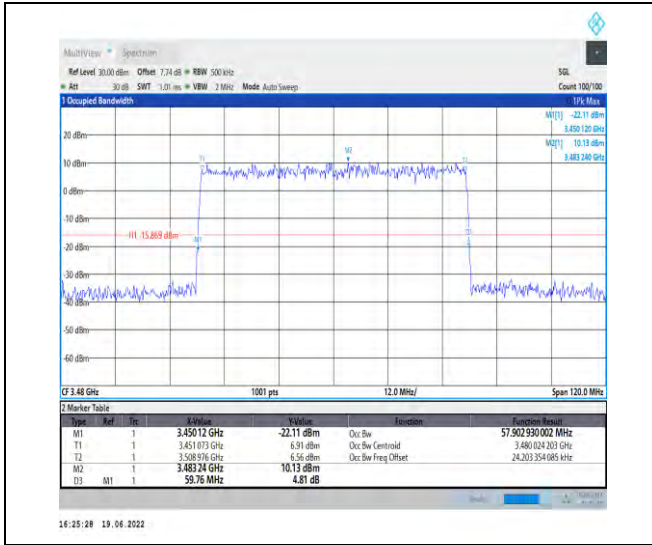 MultiView Spectrum
Ref Level 30.00 dBm Offset 7.74 dB RBW 500 kHz SGL
Att 30 dB SWT 1.01 ms VBW 2 MHz Mode Auto Sweep Count 100/100
1 Occupied Bandwidth 1Pk Max
M1[1] -22.11 dBm
3.450 120 GHz
M2[1] 10.13 dBm
3.483 240 GHz
20 dBm
10 dBm
0 dBm
-10 dBm
-20 dBm
-30 dBm
-40 dBm
-50 dBm
-60 dBm
M2
T1
H1 -15.869 dBm
M1
D3
CF 3.48 GHz 1001 pts 12.0 MHz/ Span 120.0 MHz
2 Marker Table
Type Ref Trc X-Value Y-Value Function Function Result
M1 1 3.45012 GHz -22.11 dBm Occ Bw 57.902 930 002 MHz
T1 1 3.451 073 GHz 6.91 dBm Occ Bw Centroid 3.480 024 203 GHz
T2 1 3.508 976 GHz 6.56 dBm Occ Bw Freq Offset 24.203 354 085 kHz
M2 1 3.48324 GHz 10.13 dBm
D3 M1 1 59.76 MHz 4.81 dB
16:25:28 19.06.2022